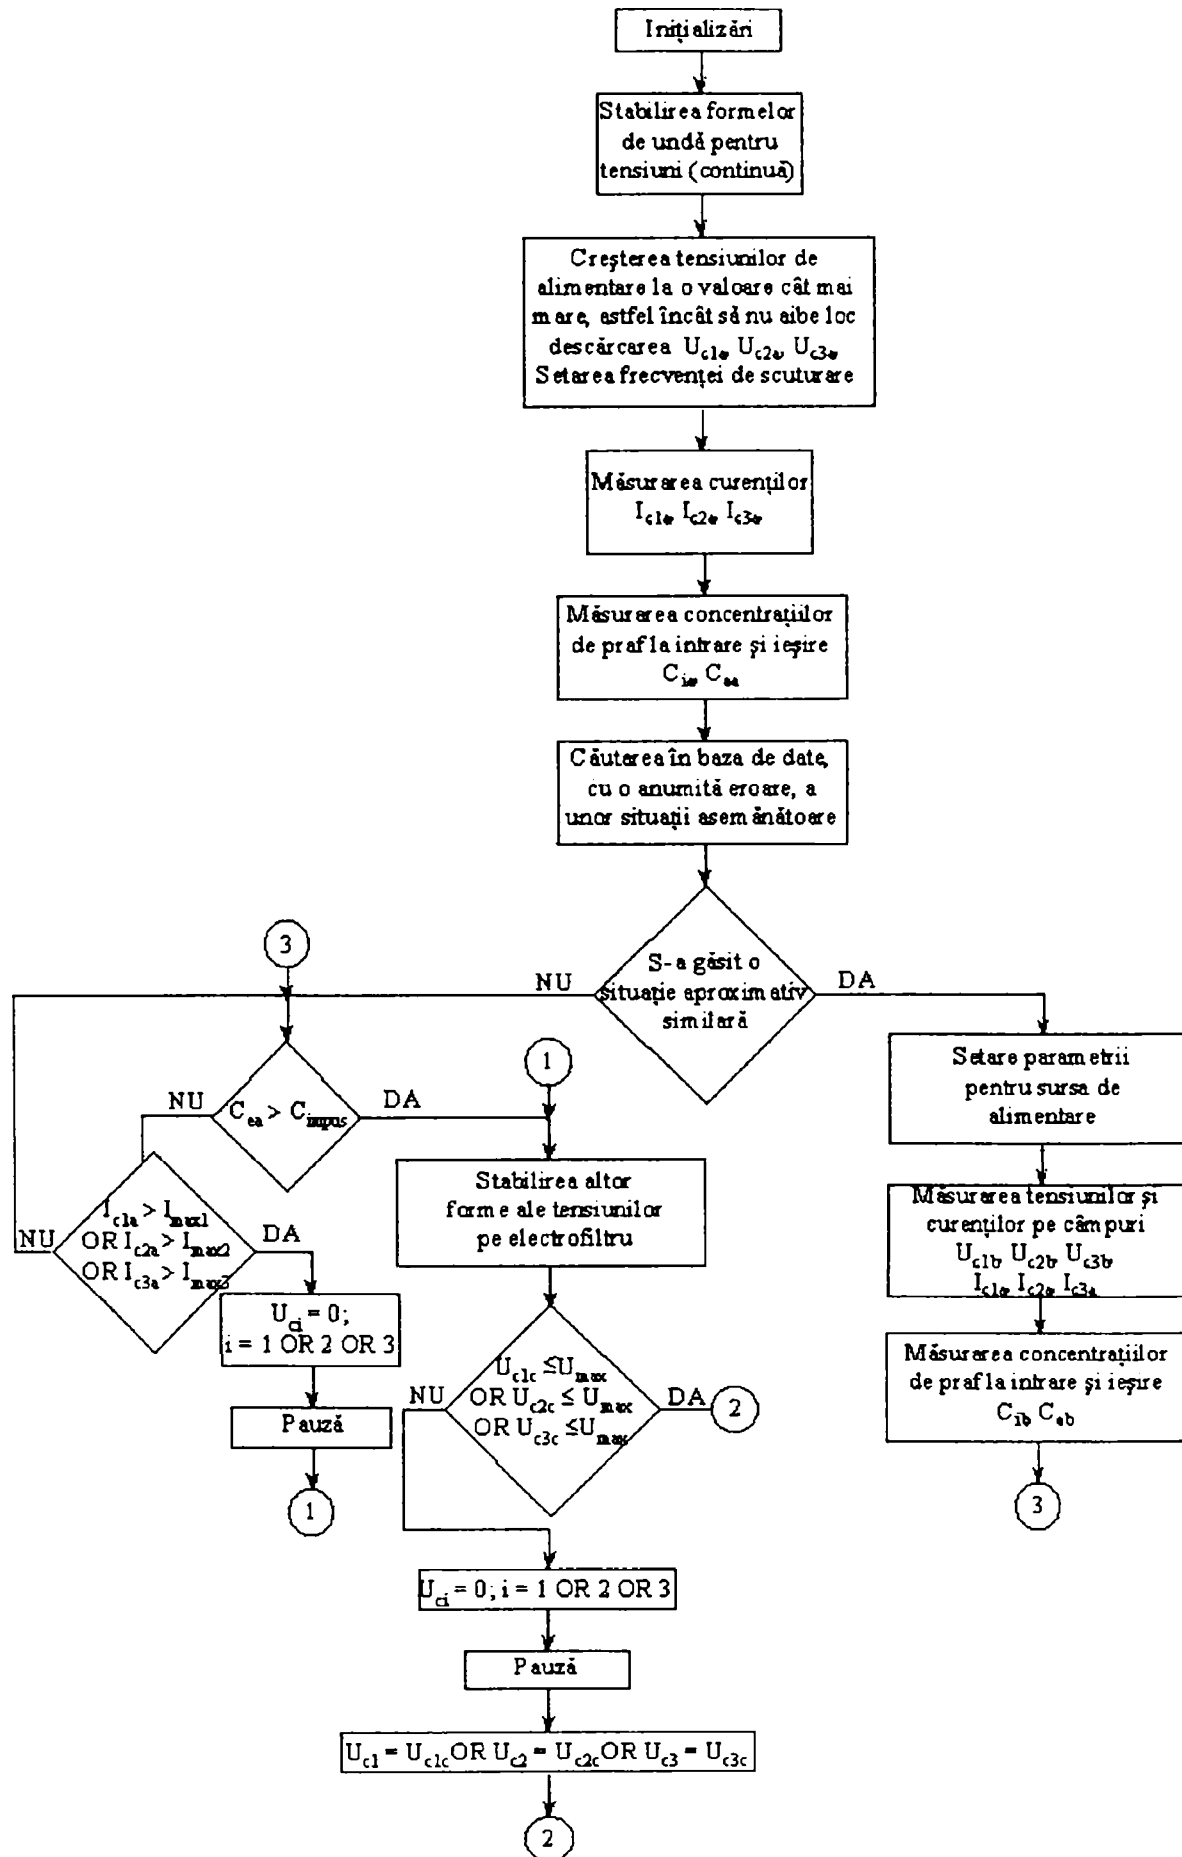 Inițializări
Stabilirea formelor
de undă pentru
tensiuni (continuă)
Creșterea tensiunilor de
alimentare la o valoare cât mai
mare, astfel încât să nu aibe loc
descărcarea U_c1a, U_c2a, U_c3a,
Setarea frecvenței de scuturare
Măsurarea curenților
I_c1a, I_c2a, I_c3a,
Măsurarea concentrațiilor
de praf la intrare și ieșire
C_ia, C_ea
Căutarea în baza de date,
cu o anumită eroare, a
unor situații asemănătoare
S-a găsit o
situație aproximativ
similară
NU
DA
3
C_ea > C_impus
NU
DA
1
I_c1a > I_max1
OR I_c2a > I_max2
OR I_c3a > I_max3
NU
DA
U_ci = 0;
i = 1 OR 2 OR 3
Pauză
1
Stabilirea altor
forme ale tensiunilor
pe electrofiltru
U_c1c ≤ U_max
OR U_c2c ≤ U_max
OR U_c3c ≤ U_max
NU
DA
2
U_ci = 0; i = 1 OR 2 OR 3
Pauză
U_c1 = U_c1c OR U_c2 = U_c2c OR U_c3 = U_c3c
2
Setare parametrii
pentru sursa de
alimentare
Măsurarea tensiunilor și
curenților pe câmpuri
U_c1b, U_c2b, U_c3b,
I_c1a, I_c2a, I_c3a
Măsurarea concentrațiilor
de praf la intrare și ieșire
C_ib C_eb
3